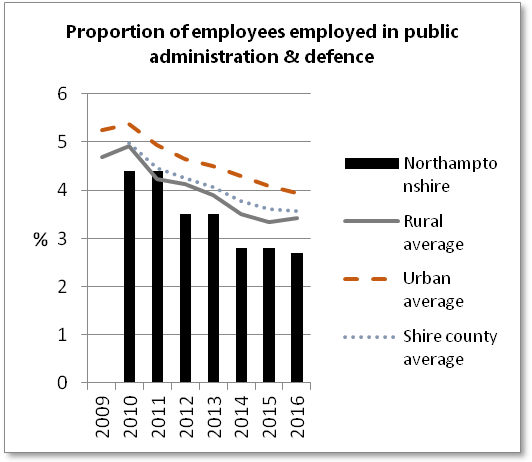 Proportion of employees employed in public
administration & defence
6
5
4
3
2
1
0
%
2009
2010
2011
2012
2013
2014
2015
2016
Northampto
nshire
Rural
average
Urban
average
Shire county
average